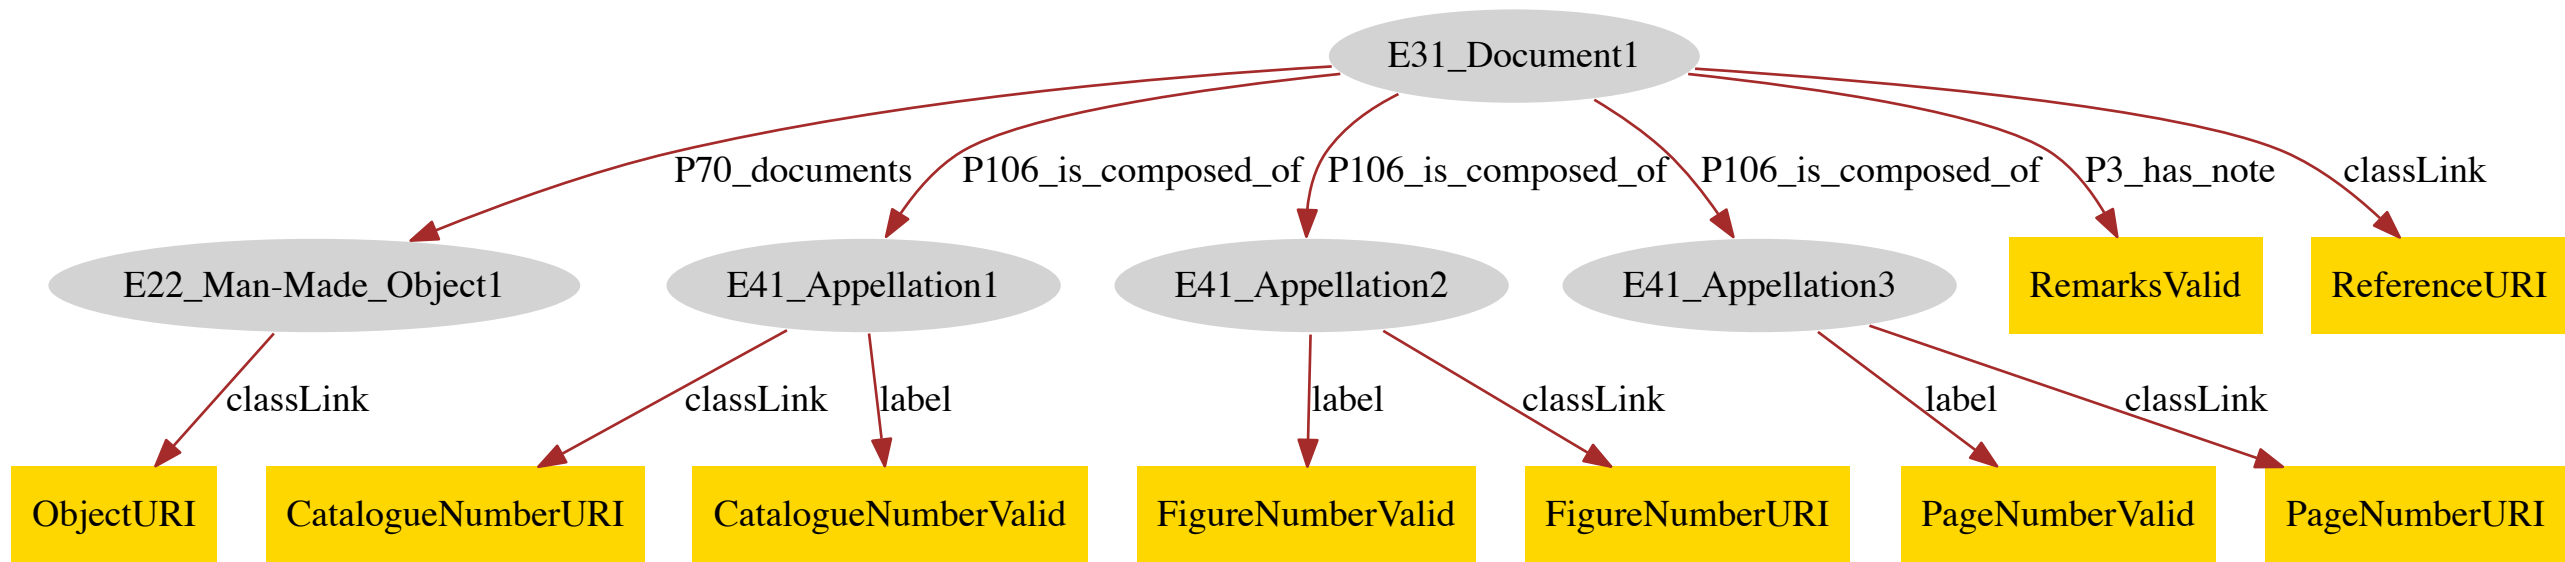 E31_Document1
P70_documents P106_is_composed_of P106_is_composed_of P106_is_composed_of P3_has_note classLink
E22_Man-Made_Object1 E41_Appellation1 E41_Appellation2 E41_Appellation3 RemarksValid ReferenceURI
classLink classLink label label classLink label classLink
ObjectURI CatalogueNumberURI CatalogueNumberValid FigureNumberValid FigureNumberURI PageNumberValid PageNumberURI